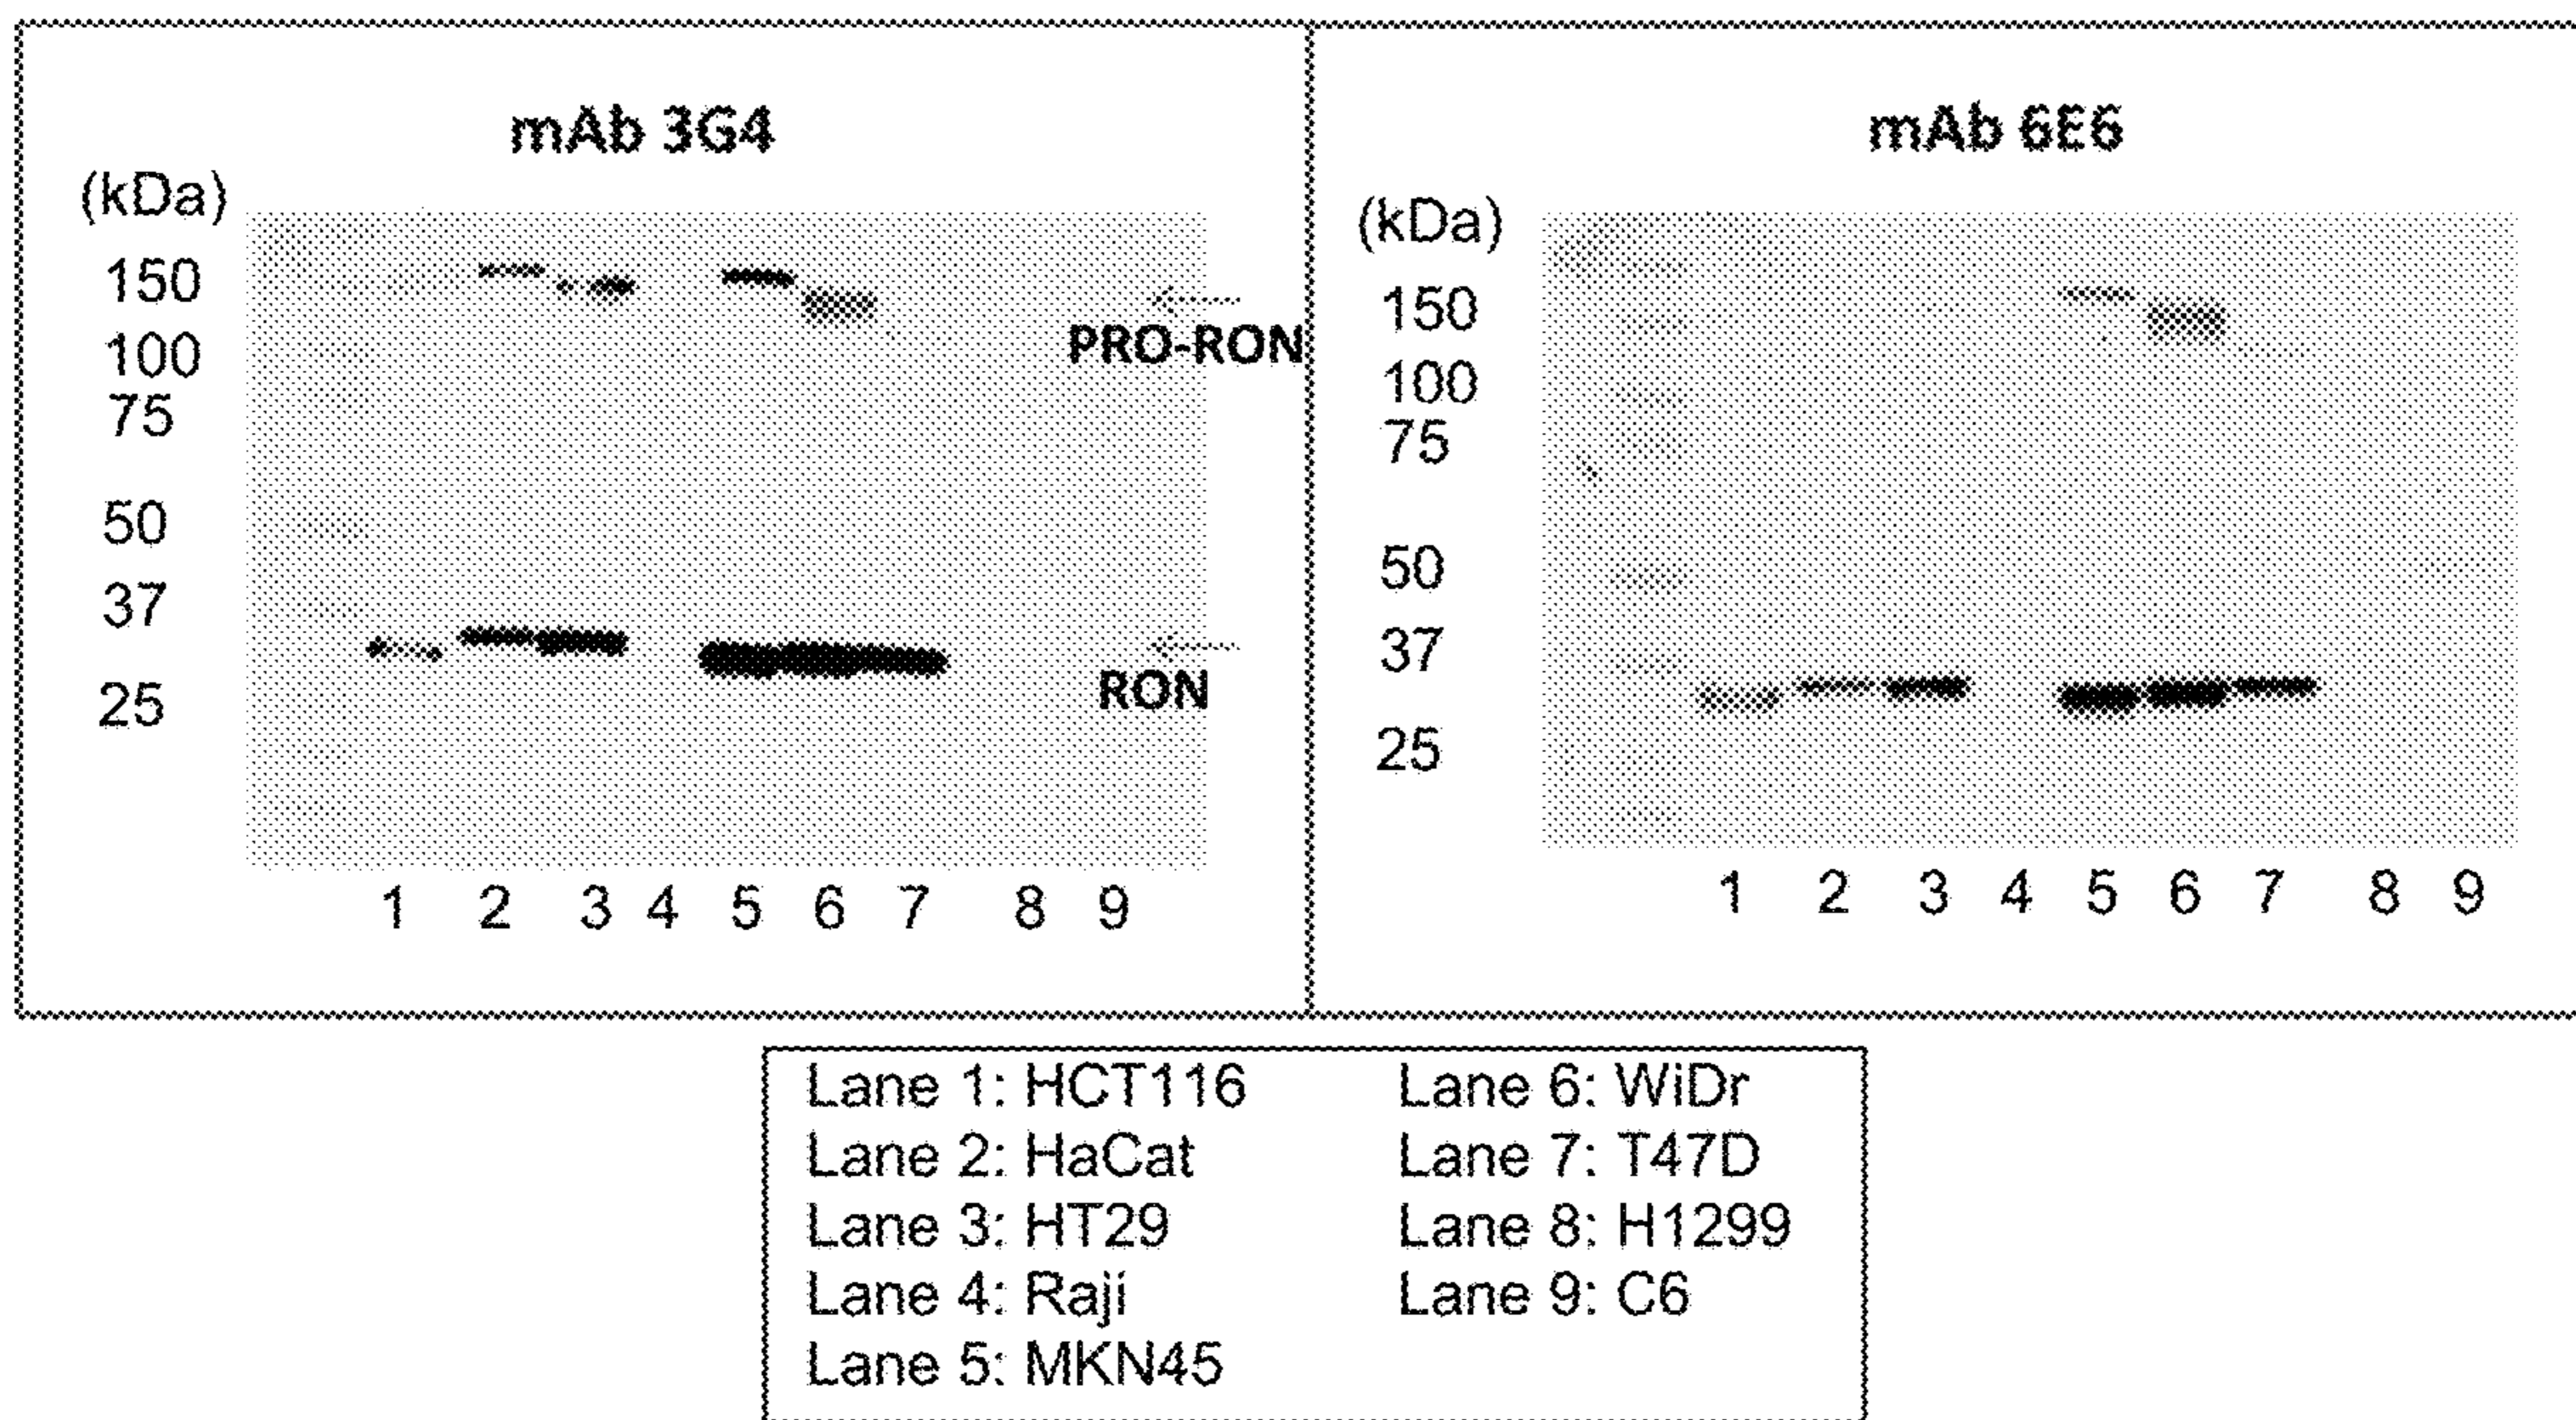 mAb 3G4
(kDa)
150
100
75
50
37
25
PRO-RON
RON
1 2 3 4 5 6 7 8 9
mAb 6E6
(kDa)
150
100
75
50
37
25
1 2 3 4 5 6 7 8 9
Lane 1: HCT116
Lane 2: HaCat
Lane 3: HT29
Lane 4: Raji
Lane 5: MKN45
Lane 6: WiDr
Lane 7: T47D
Lane 8: H1299
Lane 9: C6